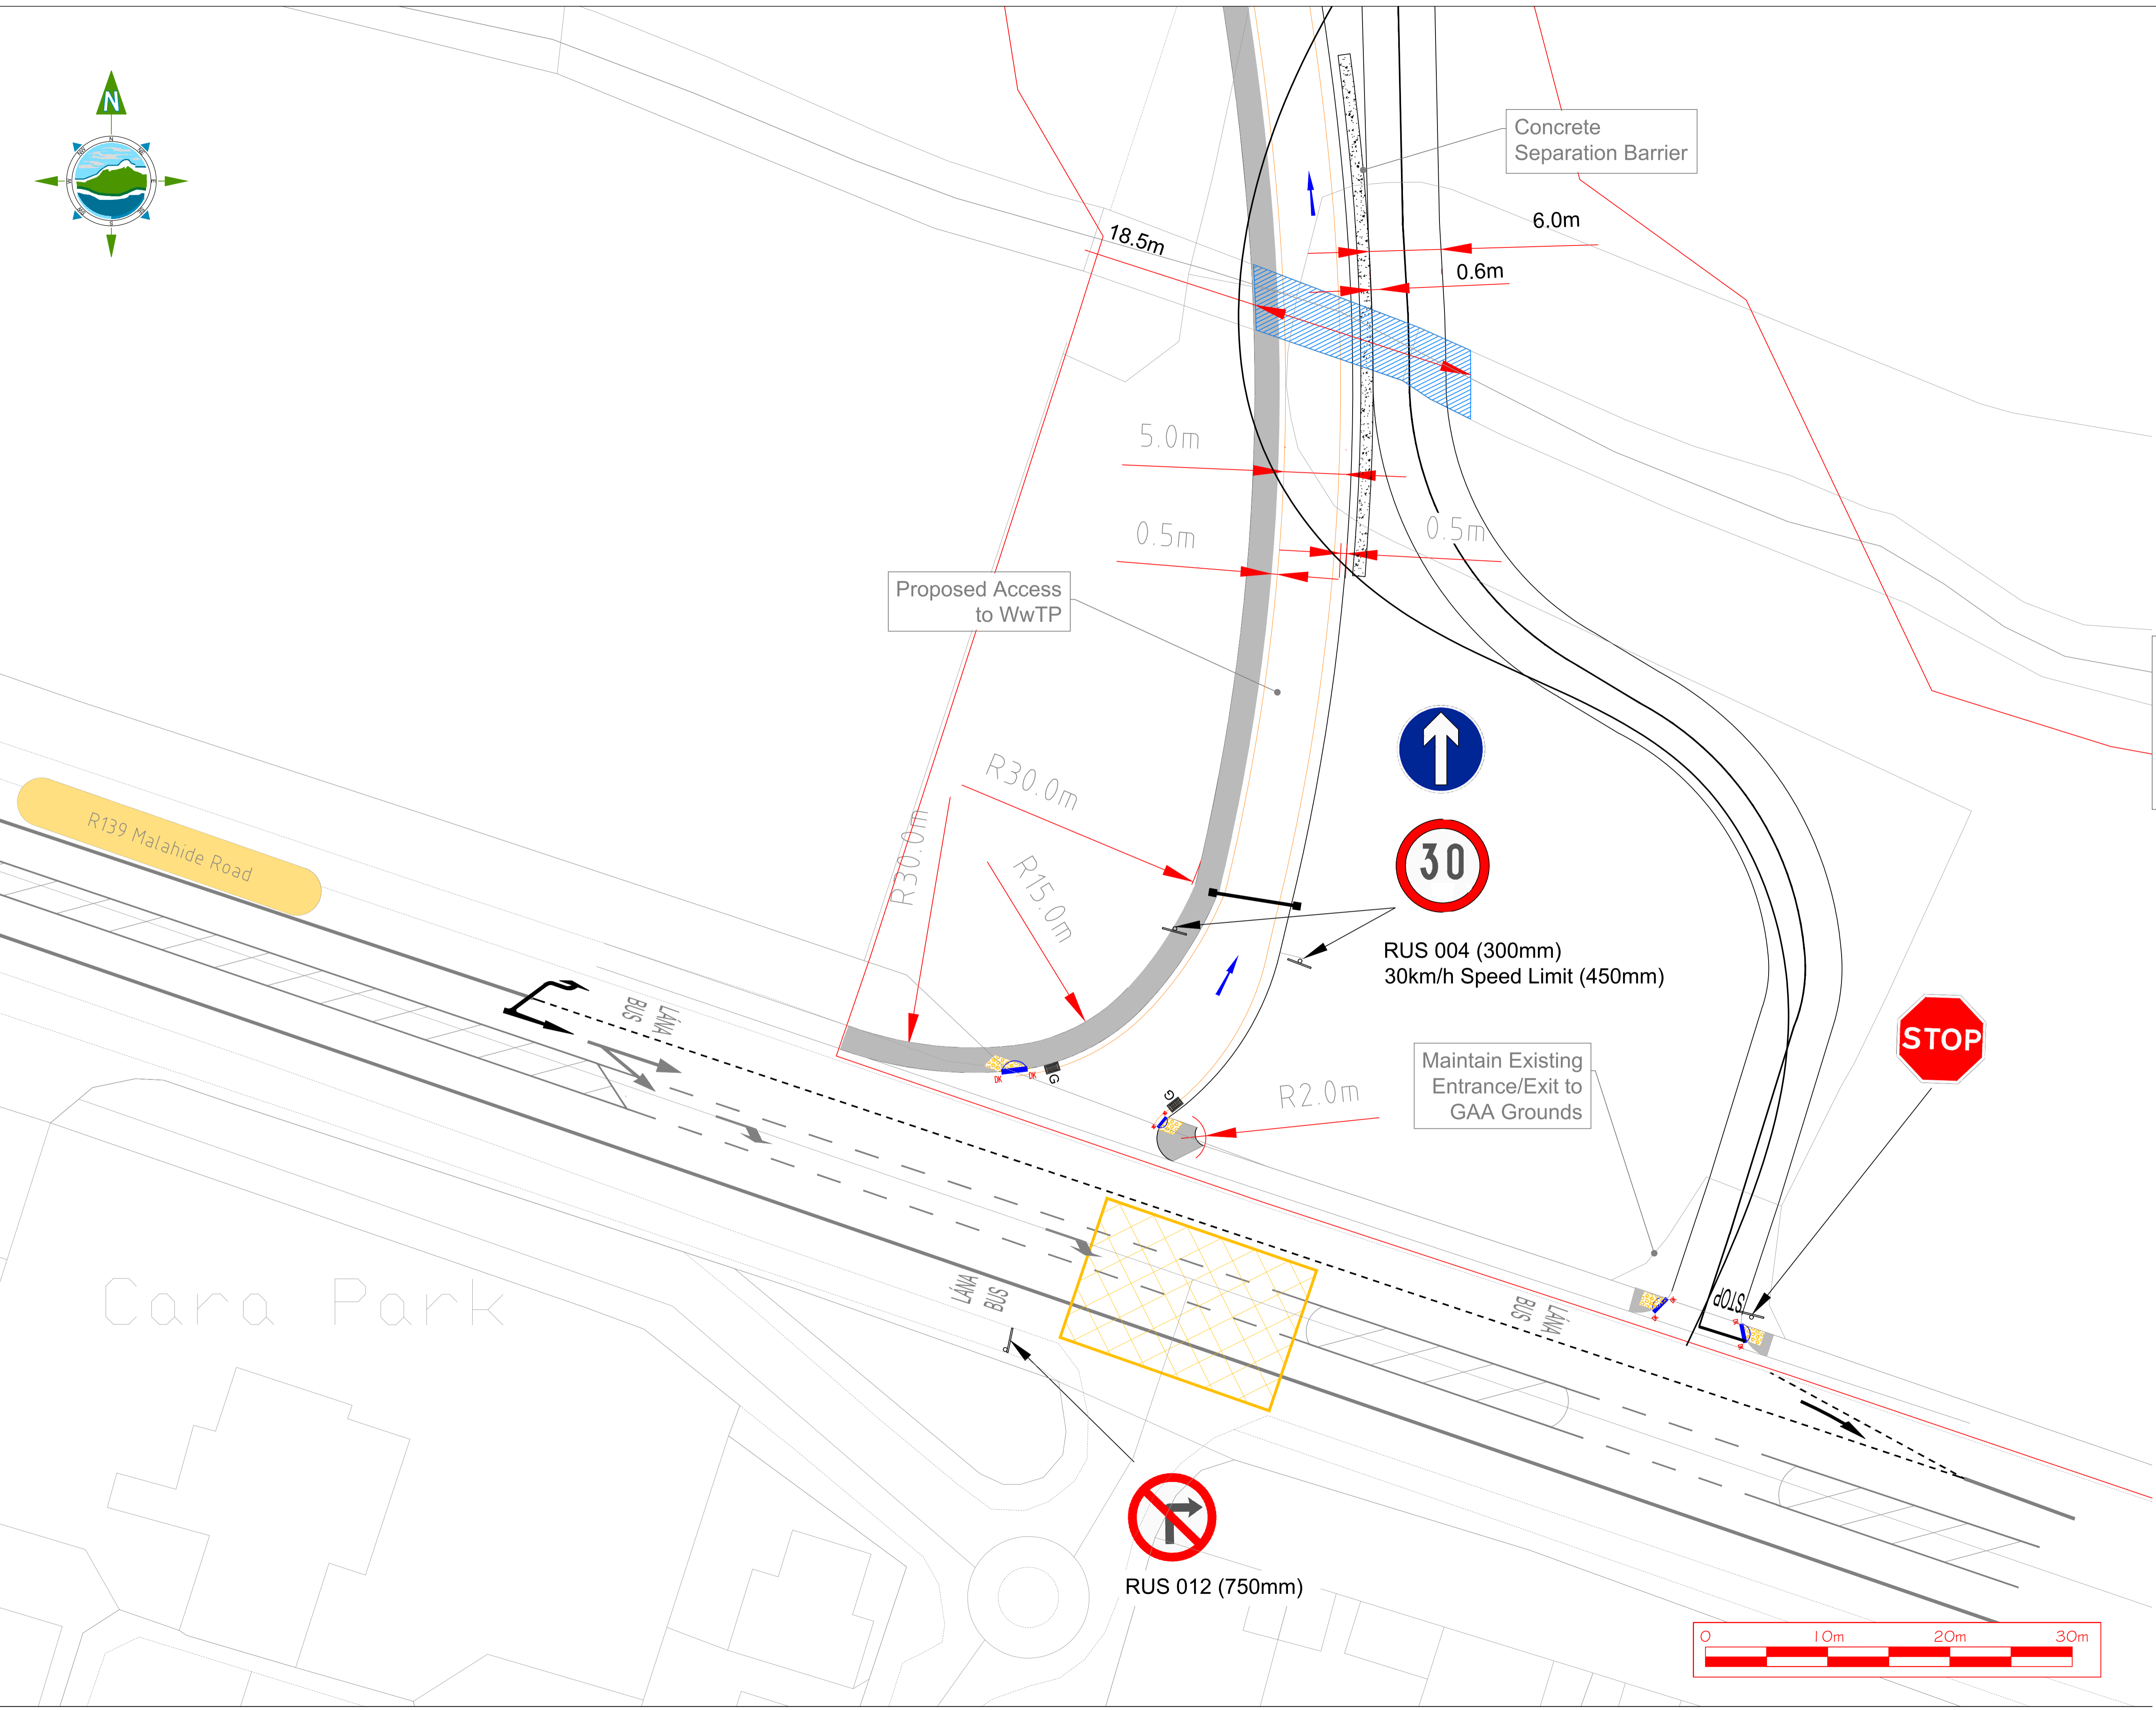 N
Concrete
Separation Barrier
18.5m
6.0m
0.6m
5.0m
0.5m
0.5m
Proposed Access
to WwTP
R30.0m
R30.0m
R15.0m
30
R139 Malahide Road
RUS 004 (300mm)
30km/h Speed Limit (450mm)
LÁNA
BUS
STOP
Maintain Existing
Entrance/Exit to
GAA Grounds
DK
DK
G
G
R2.0m
Cara Park
LÁNA
BUS
LÁNA
BUS
STOP
RUS 012 (750mm)
0 10m 20m 30m